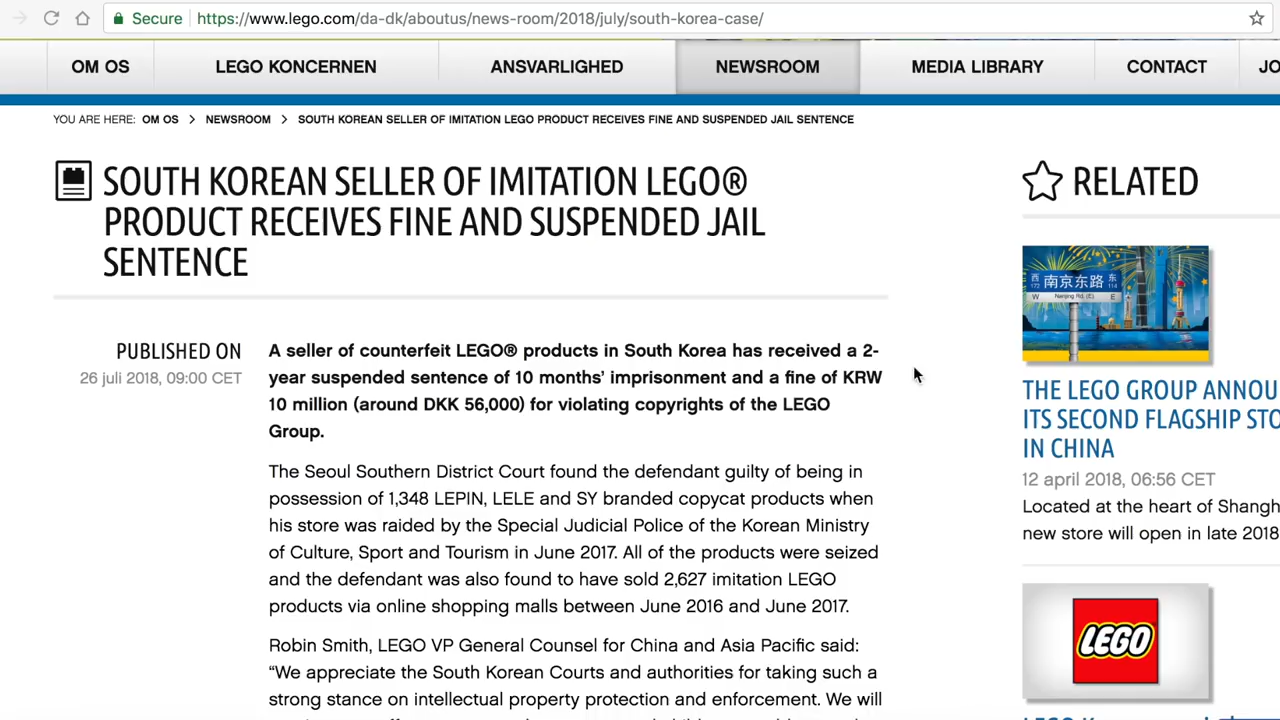 Secure https://www.lego.com/da-dk/aboutus/news-room/2018/july/south-korea-case/
OM OS LEGO KONCERNEN ANSVARLIGHED NEWSROOM MEDIA LIBRARY CONTACT JO
YOU ARE HERE: OM OS > NEWSROOM > SOUTH KOREAN SELLER OF IMITATION LEGO PRODUCT RECEIVES FINE AND SUSPENDED JAIL SENTENCE
SOUTH KOREAN SELLER OF IMITATION LEGO®
PRODUCT RECEIVES FINE AND SUSPENDED JAIL
SENTENCE
PUBLISHED ON
26 juli 2018, 09:00 CET
A seller of counterfeit LEGO® products in South Korea has received a 2-
year suspended sentence of 10 months’ imprisonment and a fine of KRW
10 million (around DKK 56,000) for violating copyrights of the LEGO
Group.
The Seoul Southern District Court found the defendant guilty of being in
possession of 1,348 LEPIN, LELE and SY branded copycat products when
his store was raided by the Special Judicial Police of the Korean Ministry
of Culture, Sport and Tourism in June 2017. All of the products were seized
and the defendant was also found to have sold 2,627 imitation LEGO
products via online shopping malls between June 2016 and June 2017.
Robin Smith, LEGO VP General Counsel for China and Asia Pacific said:
“We appreciate the South Korean Courts and authorities for taking such a
strong stance on intellectual property protection and enforcement. We will
RELATED
西 南京东路 东
172 114
W Nanjing Rd. (E) E
THE LEGO GROUP ANNOU
ITS SECOND FLAGSHIP STO
IN CHINA
12 april 2018, 06:56 CET
Located at the heart of Shangh
new store will open in late 2018
LEGO